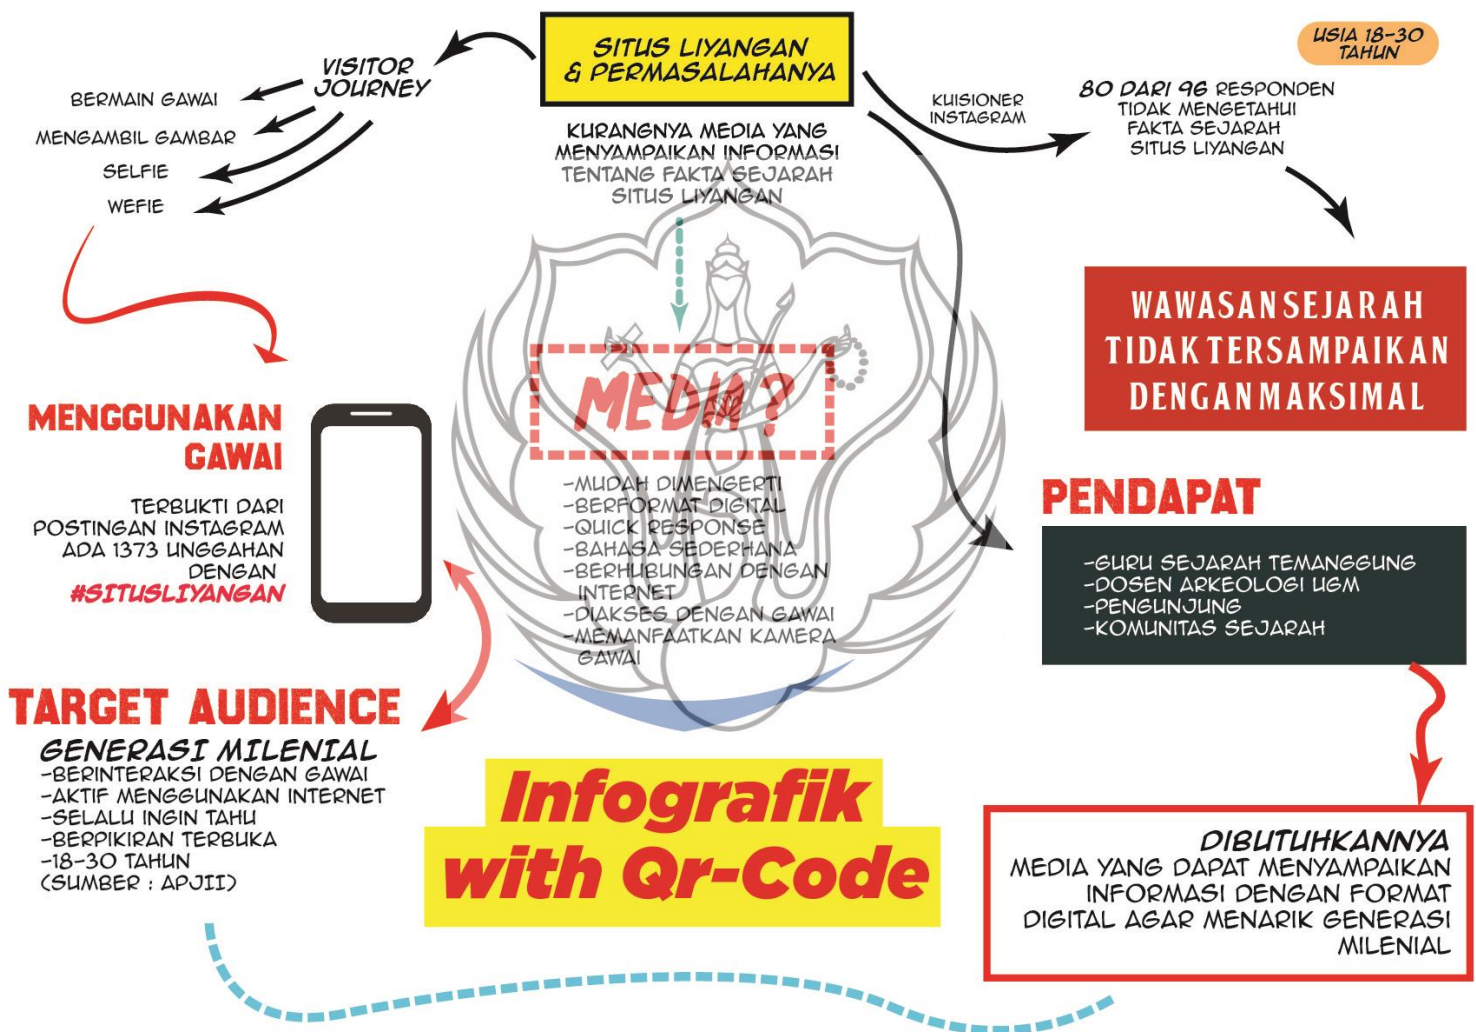 SITUS LIYANGAN
& PERMASALAHANYA
KURANGNYA MEDIA YANG
MENYAMPAIKAN INFORMASI
TENTANG FAKTA SEJARAH
SITUS LIYANGAN
VISITOR
JOURNEY
BERMAIN GAWAI
MENGAMBIL GAMBAR
SELFIE
WEFIE
KUISIONER
INSTAGRAM
USIA 18-30
TAHUN
80 DARI 96 RESPONDEN
TIDAK MENGETAHUI
FAKTA SEJARAH
SITUS LIYANGAN
WAWASAN SEJARAH
TIDAK TERSAMPAIKAN
DENGAN MAKSIMAL
MENGGUNAKAN
GAWAI
TERBUKTI DARI
POSTINGAN INSTAGRAM
ADA 1373 UNGGAHAN
DENGAN
#SITUSLIYANGAN
MEDIA?
-MUDAH DIMENGERTI
-BERFORMAT DIGITAL
-QUICK RESPONSE
-BAHASA SEDERHANA
-BERHUBUNGAN DENGAN
INTERNET
-DIAKSES DENGAN GAWAI
-MEMANFAATKAN KAMERA
GAWAI
PENDAPAT
-GURU SEJARAH TEMANGGUNG
-DOSEN ARKEOLOGI UGM
-PENGUNJUNG
-KOMUNITAS SEJARAH
TARGET AUDIENCE
GENERASI MILENIAL
-BERINTERAKSI DENGAN GAWAI
-AKTIF MENGGUNAKAN INTERNET
-SELALU INGIN TAHU
-BERPIKIRAN TERBUKA
-18-30 TAHUN
(SUMBER : APJII)
Infografik
with Qr-Code
DIBUTUHKANNYA
MEDIA YANG DAPAT MENYAMPAIKAN
INFORMASI DENGAN FORMAT
DIGITAL AGAR MENARIK GENERASI
MILENIAL